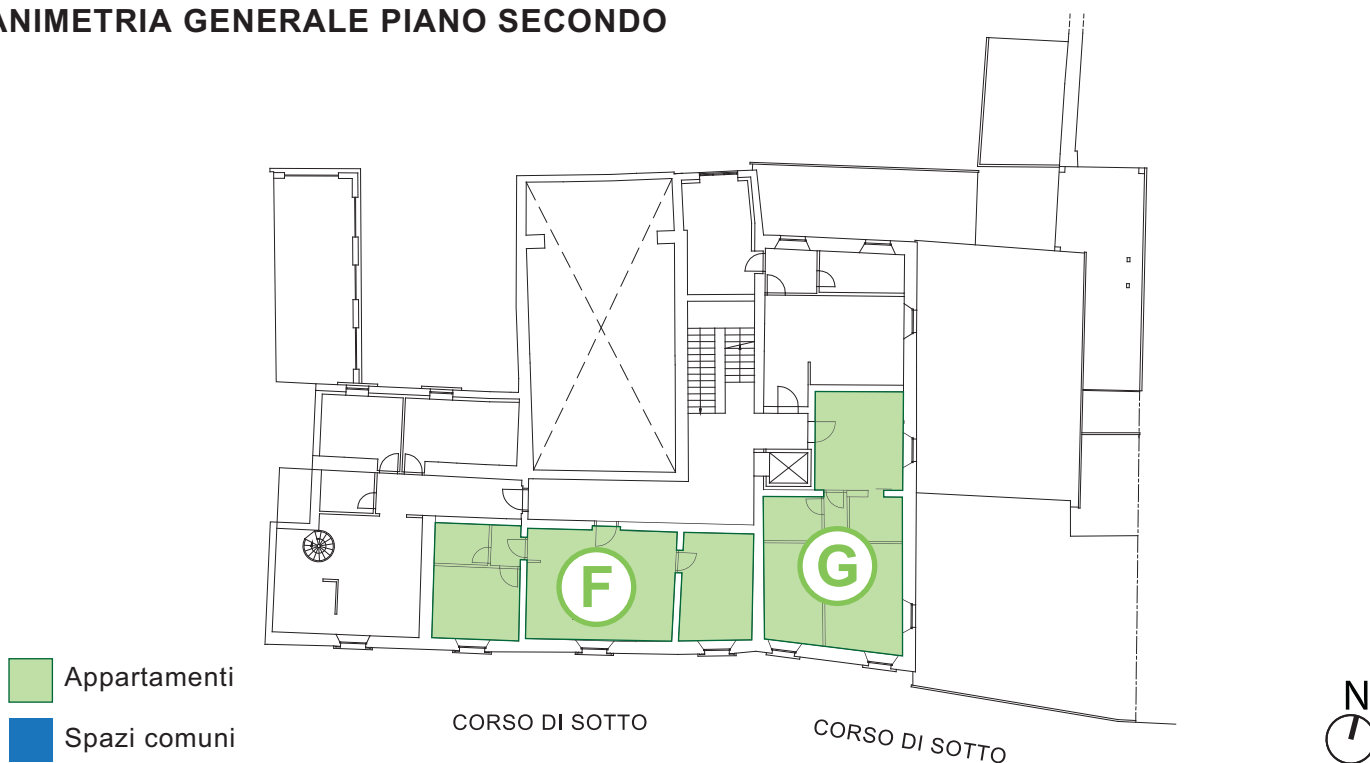 ANIMETRIA GENERALE PIANO SECONDO
F
G
Appartamenti
Spazi comuni
CORSO DI SOTTO
CORSO DI SOTTO
N